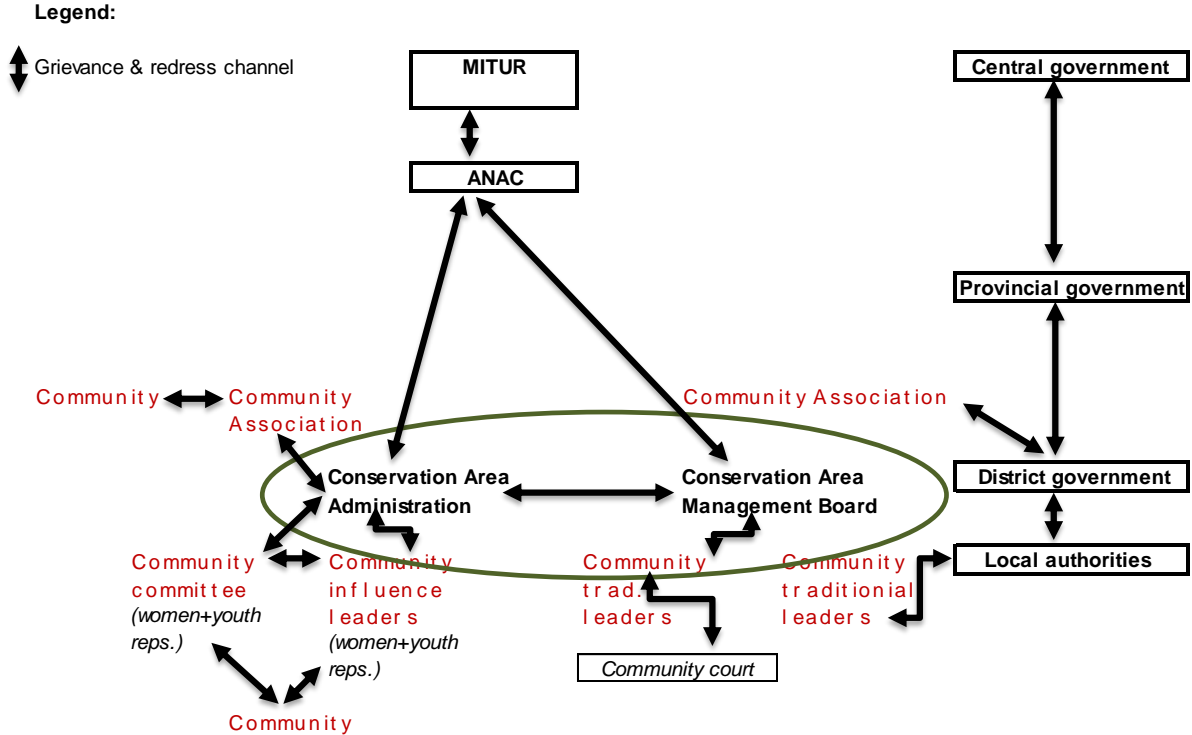 Legend:
Grievance & redress channel
MITUR
Central government
ANAC
Provincial government
Community
Community
Association
Community Association
Conservation Area
Administration
Conservation Area
Management Board
District government
Local authorities
Community
committee
(women+youth
reps.)
Community
influence
leaders
(women+youth
reps.)
Community
trad.
leaders
Community
traditionial
leaders
Community court
Community